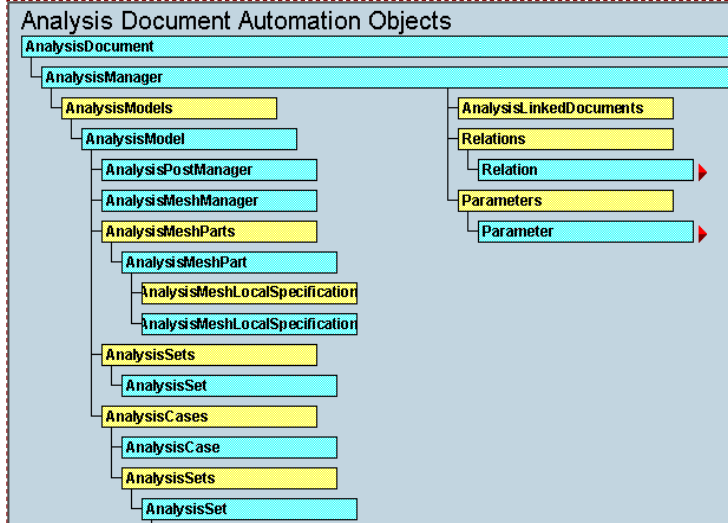 Analysis Document Automation Objects
AnalysisDocument
AnalysisManager
AnalysisModels
AnalysisModel
AnalysisPostManager
AnalysisMeshManager
AnalysisMeshParts
AnalysisMeshPart
AnalysisMeshLocalSpecification
AnalysisMeshLocalSpecification
AnalysisSets
AnalysisSet
AnalysisCases
AnalysisCase
AnalysisSets
AnalysisSet
AnalysisLinkedDocuments
Relations
Relation
Parameters
Parameter